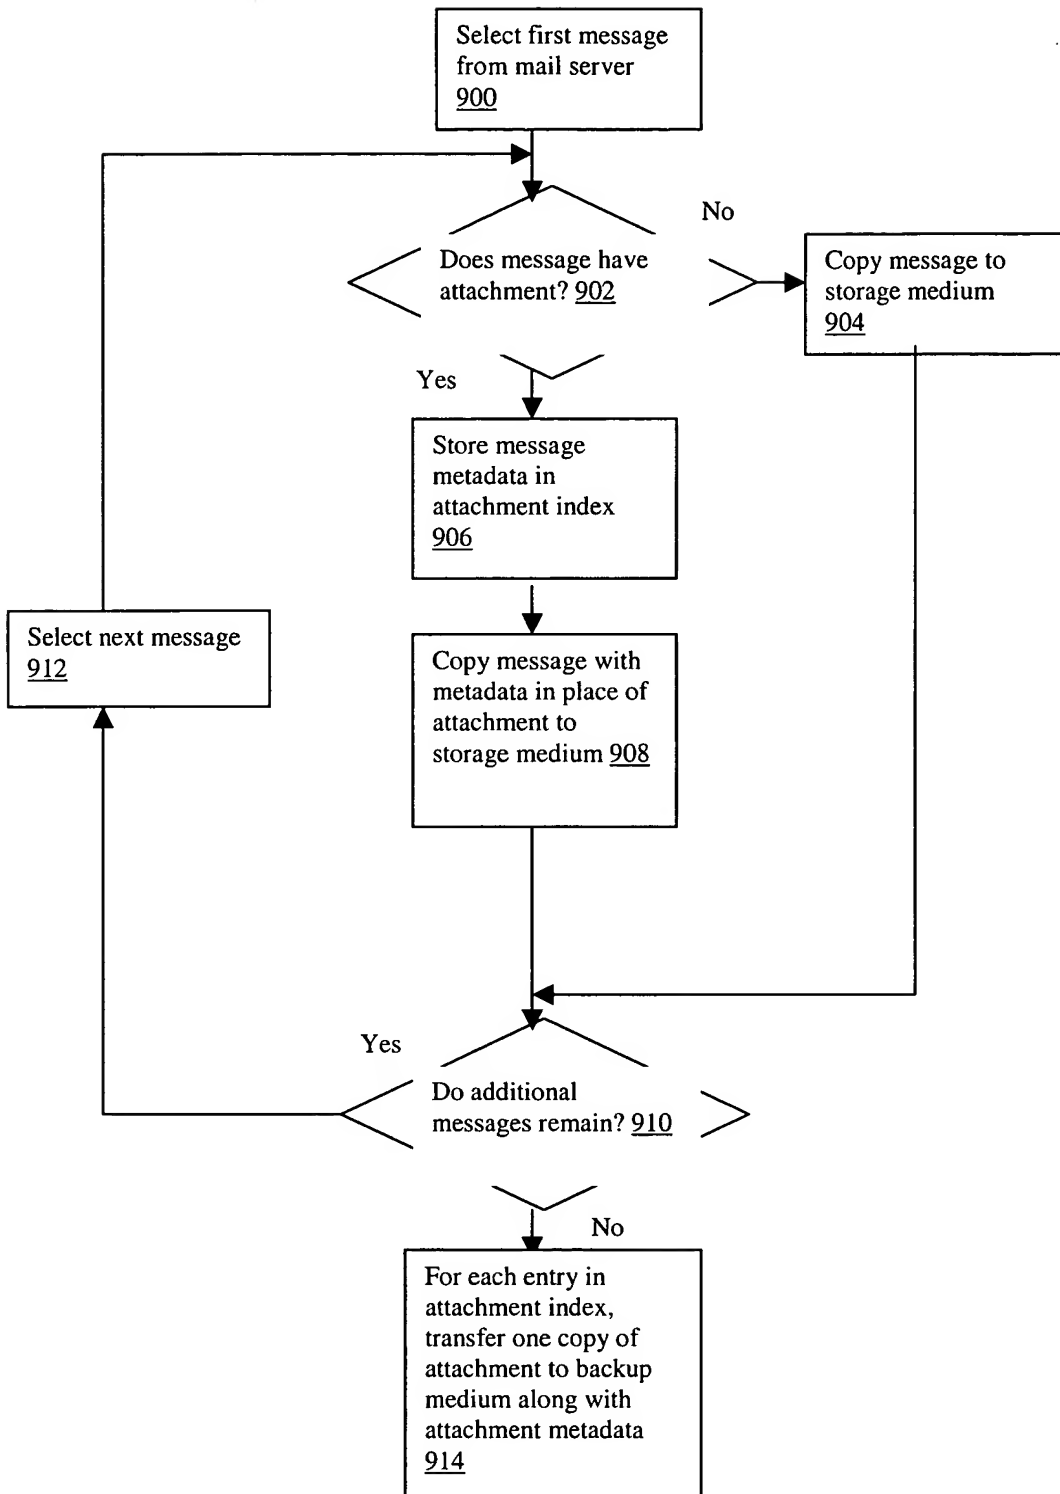 Select first message
from mail server
900
No
Does message have
attachment? 902
Copy message to
storage medium
904
Yes
Store message
metadata in
attachment index
906
Select next message
912
Copy message with
metadata in place of
attachment to
storage medium 908
Yes
Do additional
messages remain? 910
No
For each entry in
attachment index,
transfer one copy of
attachment to backup
medium along with
attachment metadata
914